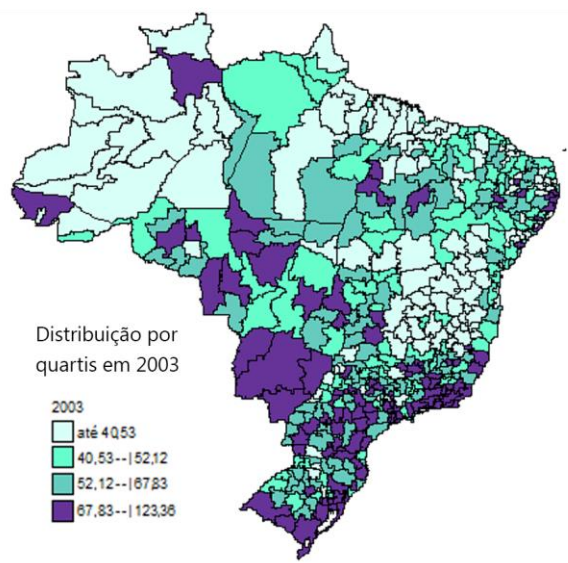 Distribuição por
quartis em 2003
2003
até 40,53
40,53--|52,12
52,12--|67,83
67,83--|123,36